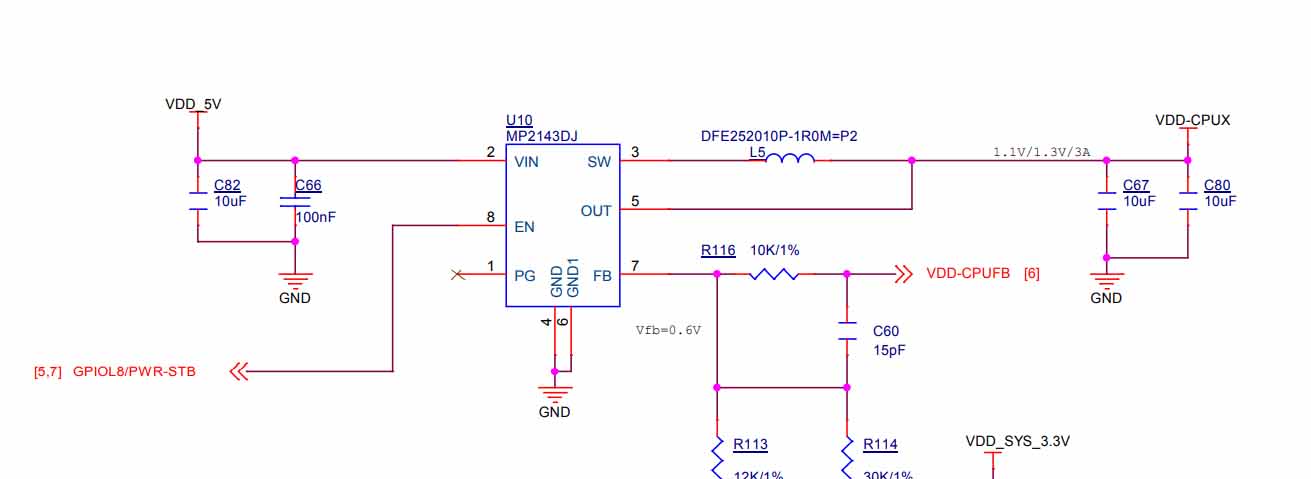 VDD_5V
U10
MP2143DJ
DFE252010P-1R0M=P2
L5
VDD-CPUX
1.1V/1.3V/3A
2
VIN
SW
3
C82
10uF
C66
100nF
C67
10uF
C80
10uF
OUT
5
8
EN
R116 10K/1%
1
PG
GND
GND1
FB
7
VDD-CPUFB [6]
GND
GND
4
6
Vfb=0.6V
C60
15pF
[5,7] GPIOL8/PWR-STB
GND
R113
12K/1%
R114
30K/1%
VDD_SYS_3.3V